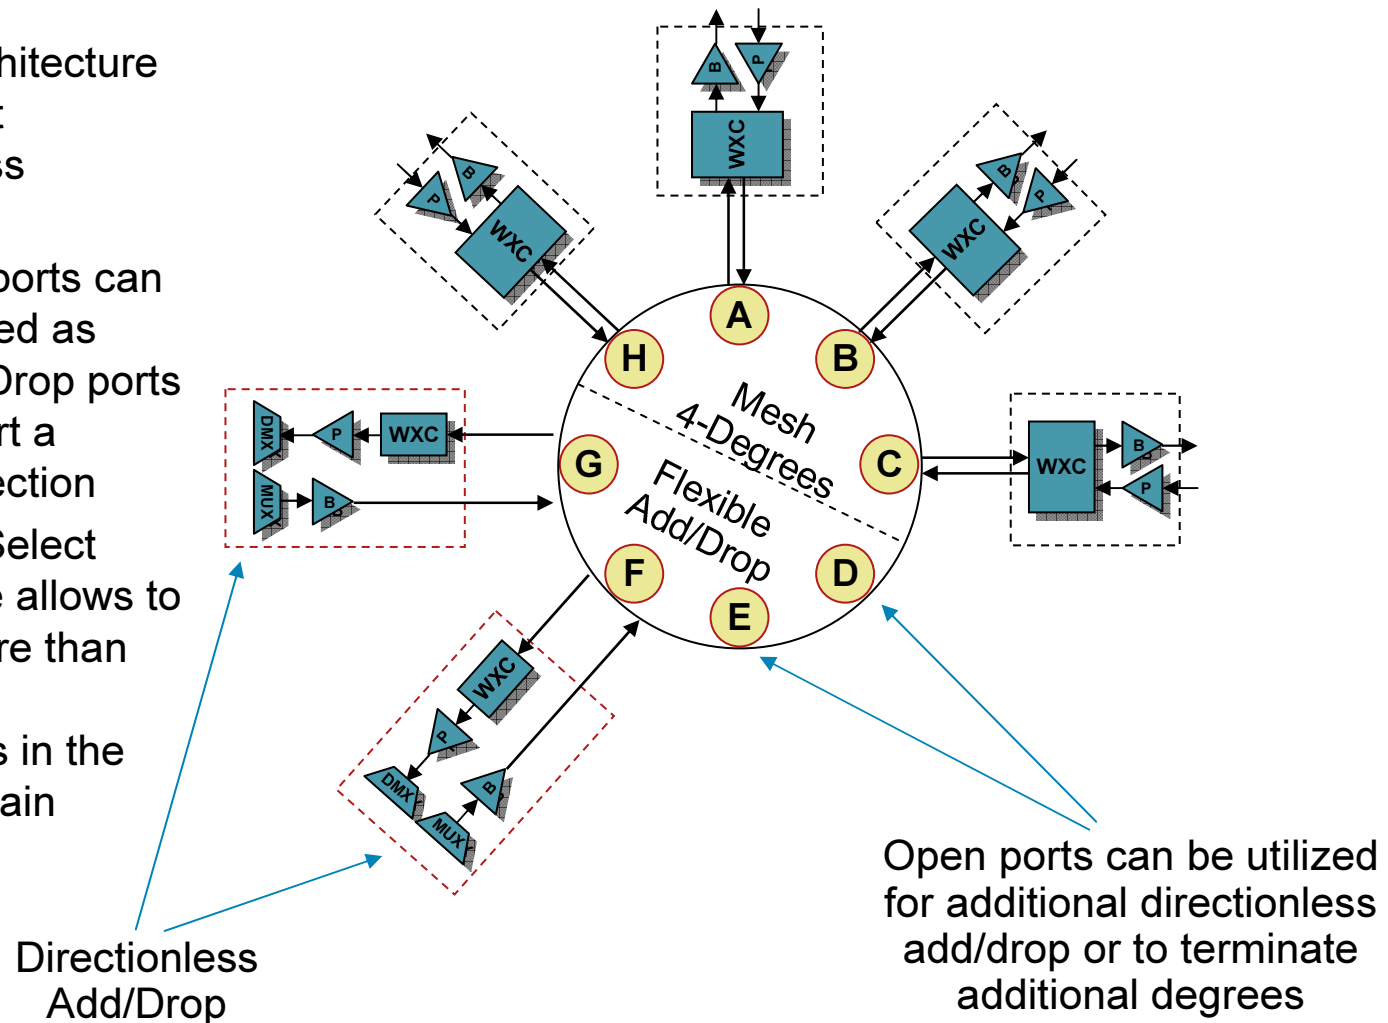 hitecture
t
ss
ports can
ed as
Drop ports
rt a
ection
Select
e allows to
re than
s in the
ain
B
P
WXC
P
B
WXC
B
P
WXC
WXC
B
P
DMX
P
WXC
MUX
B
WXC
P
DMX
B
MUX
A
B
C
D
E
F
G
H
Mesh
4-Degrees
Flexible
Add/Drop
Directionless
Add/Drop
Open ports can be utilized
for additional directionless
add/drop or to terminate
additional degrees